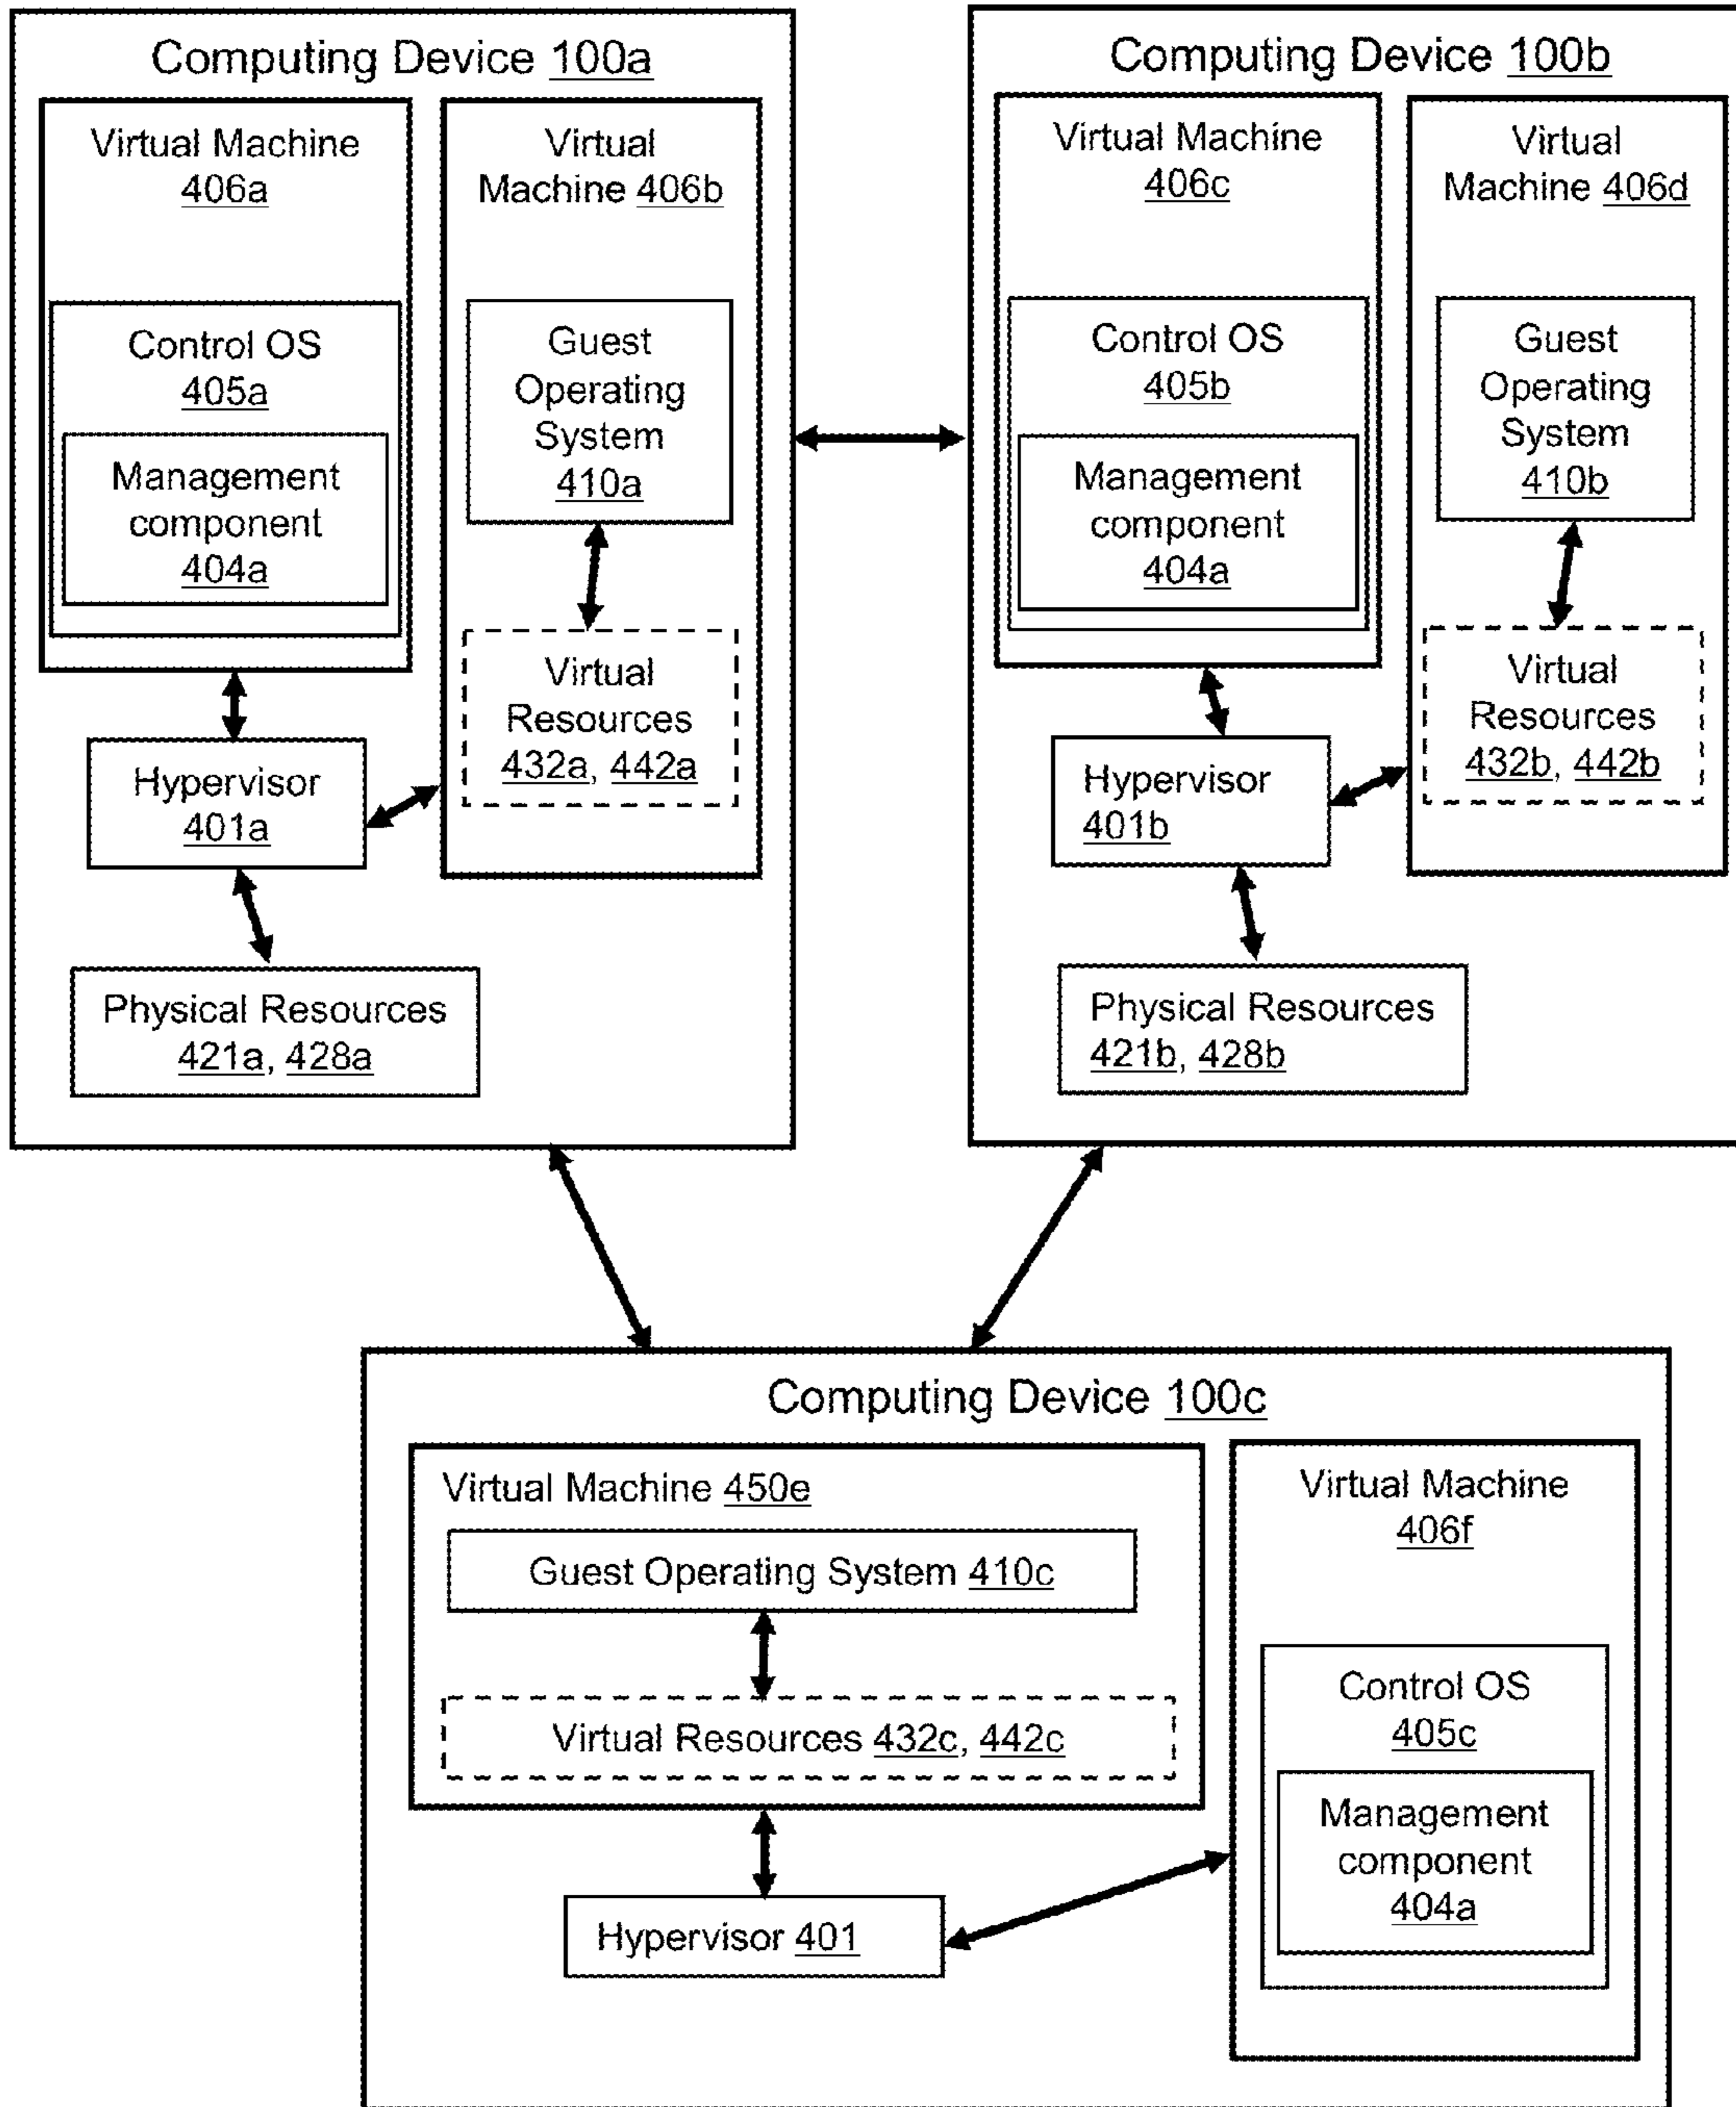 Computing Device 100a
Virtual Machine
406a
Control OS
405a
Management
component
404a
Virtual
Machine 406b
Guest
Operating
System
410a
Virtual
Resources
432a, 442a
Hypervisor
401a
Physical Resources
421a, 428a
Computing Device 100b
Virtual Machine
406c
Control OS
405b
Management
component
404a
Virtual
Machine 406d
Guest
Operating
System
410b
Virtual
Resources
432b, 442b
Hypervisor
401b
Physical Resources
421b, 428b
Computing Device 100c
Virtual Machine 450e
Guest Operating System 410c
Virtual Resources 432c, 442c
Hypervisor 401
Virtual Machine
406f
Control OS
405c
Management
component
404a